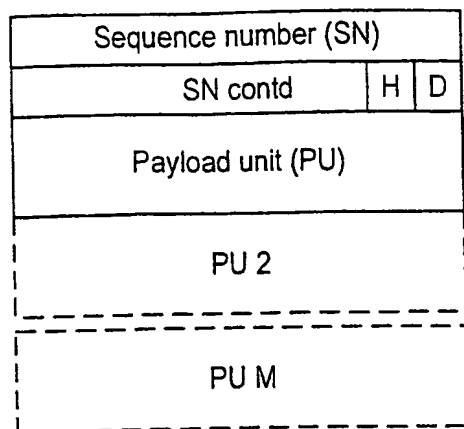 Sequence number (SN)
SN contd H D
Payload unit (PU)
PU 2
PU M